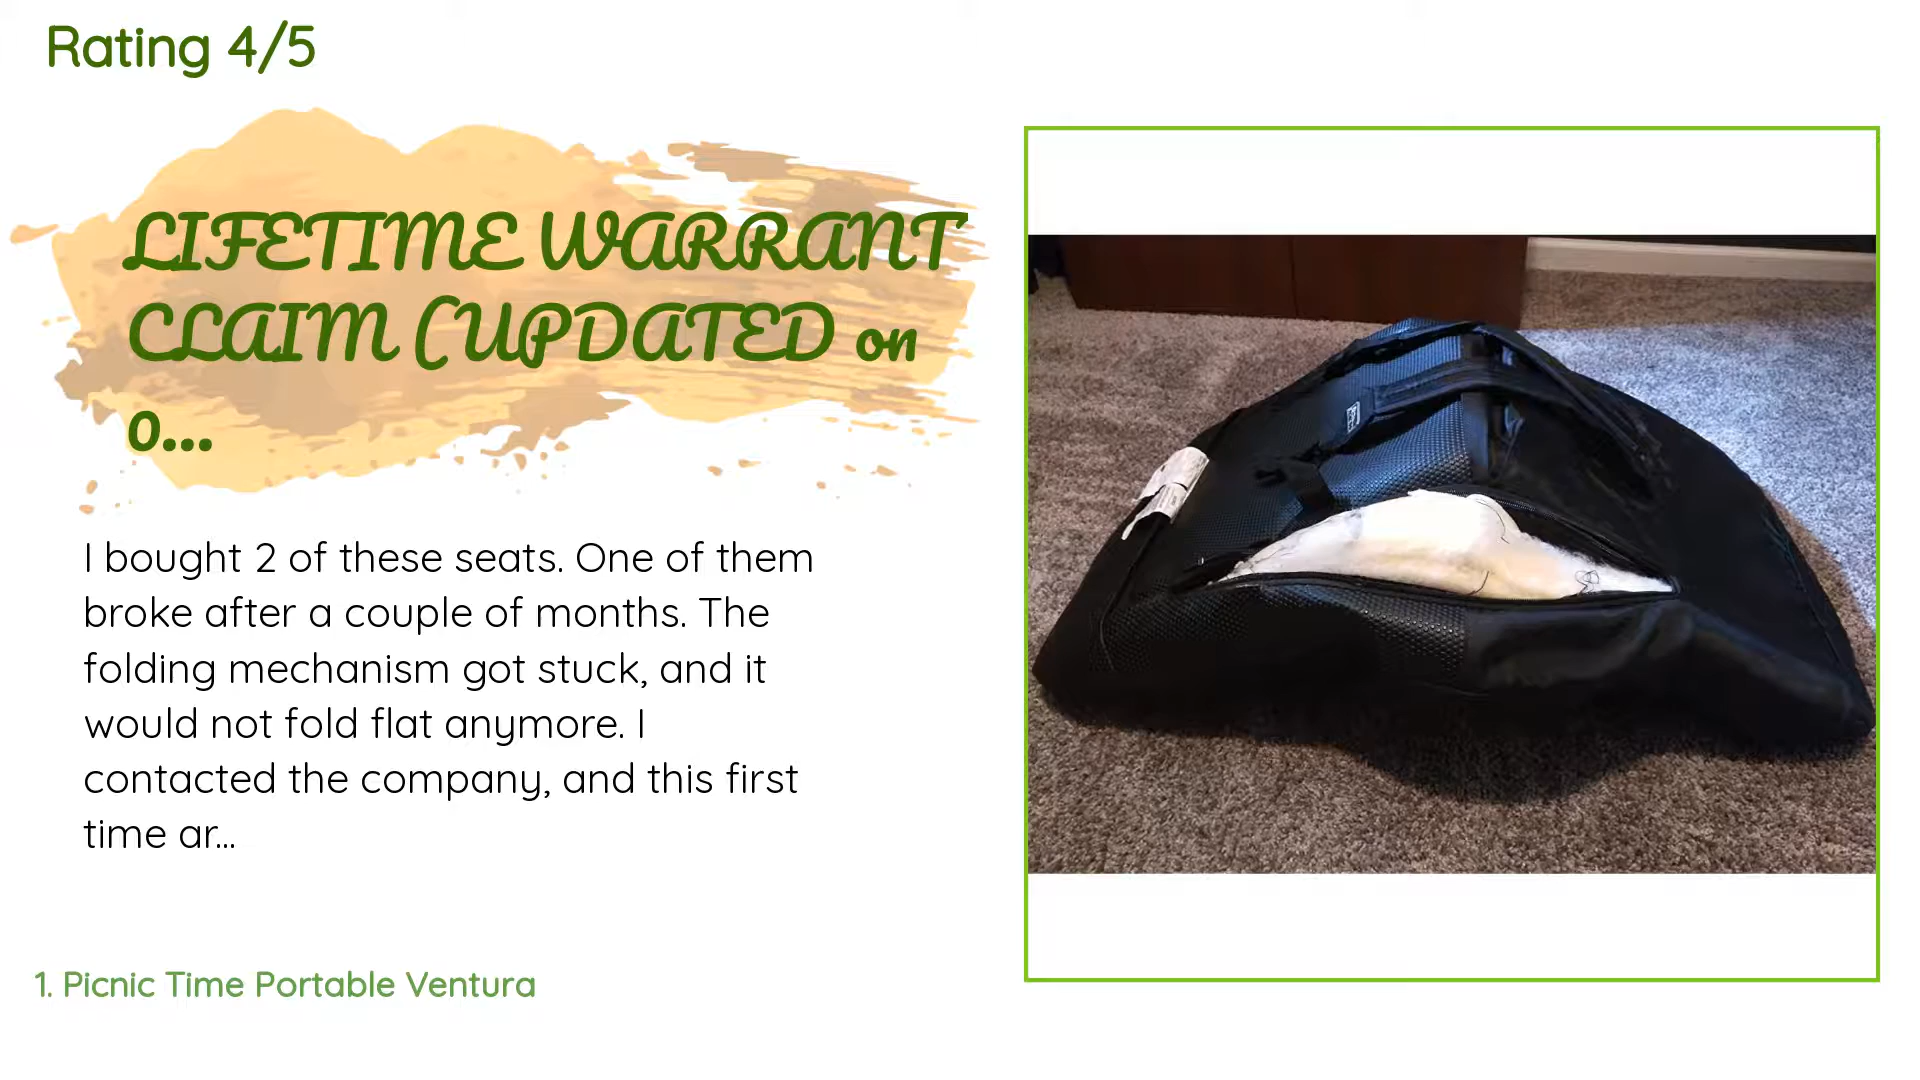 Rating 4/5
LIFETIME WARRANT
CLAIM (UPDATED on
o...
I bought 2 of these seats. One of them
broke after a couple of months. The
folding mechanism got stuck, and it
would not fold flat anymore. I
contacted the company, and this first
time ar...
1. Picnic Time Portable Ventura